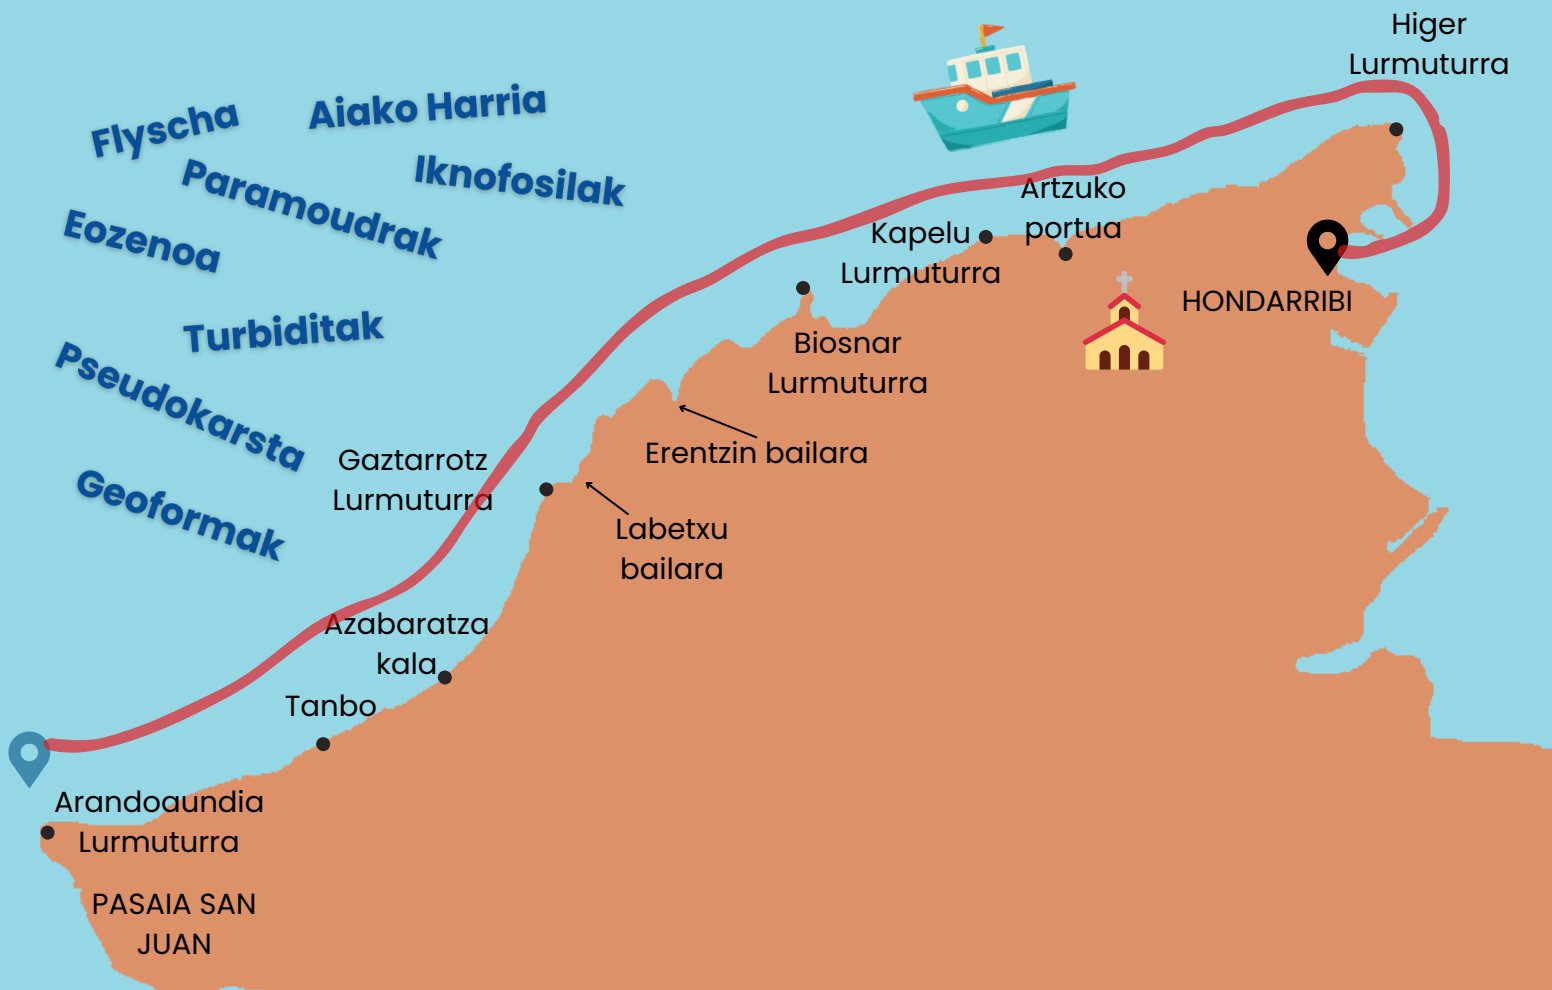 Higer
Lurmuturra
Flyscha
Aiako Harria
Paramoudrak
Iknofosilak
Eozenoa
Artzuko
portua
Kapelu
Lurmuturra
HONDARRIBI
Turbiditak
Biosnar
Lurmuturra
Pseudokarsta
Erentzin bailara
Gaztarrotz
Lurmuturra
Geoformak
Labetxu
bailara
Azabaratza
kala
Tanbo
Arandoaundia
Lurmuturra
PASAIA SAN
JUAN